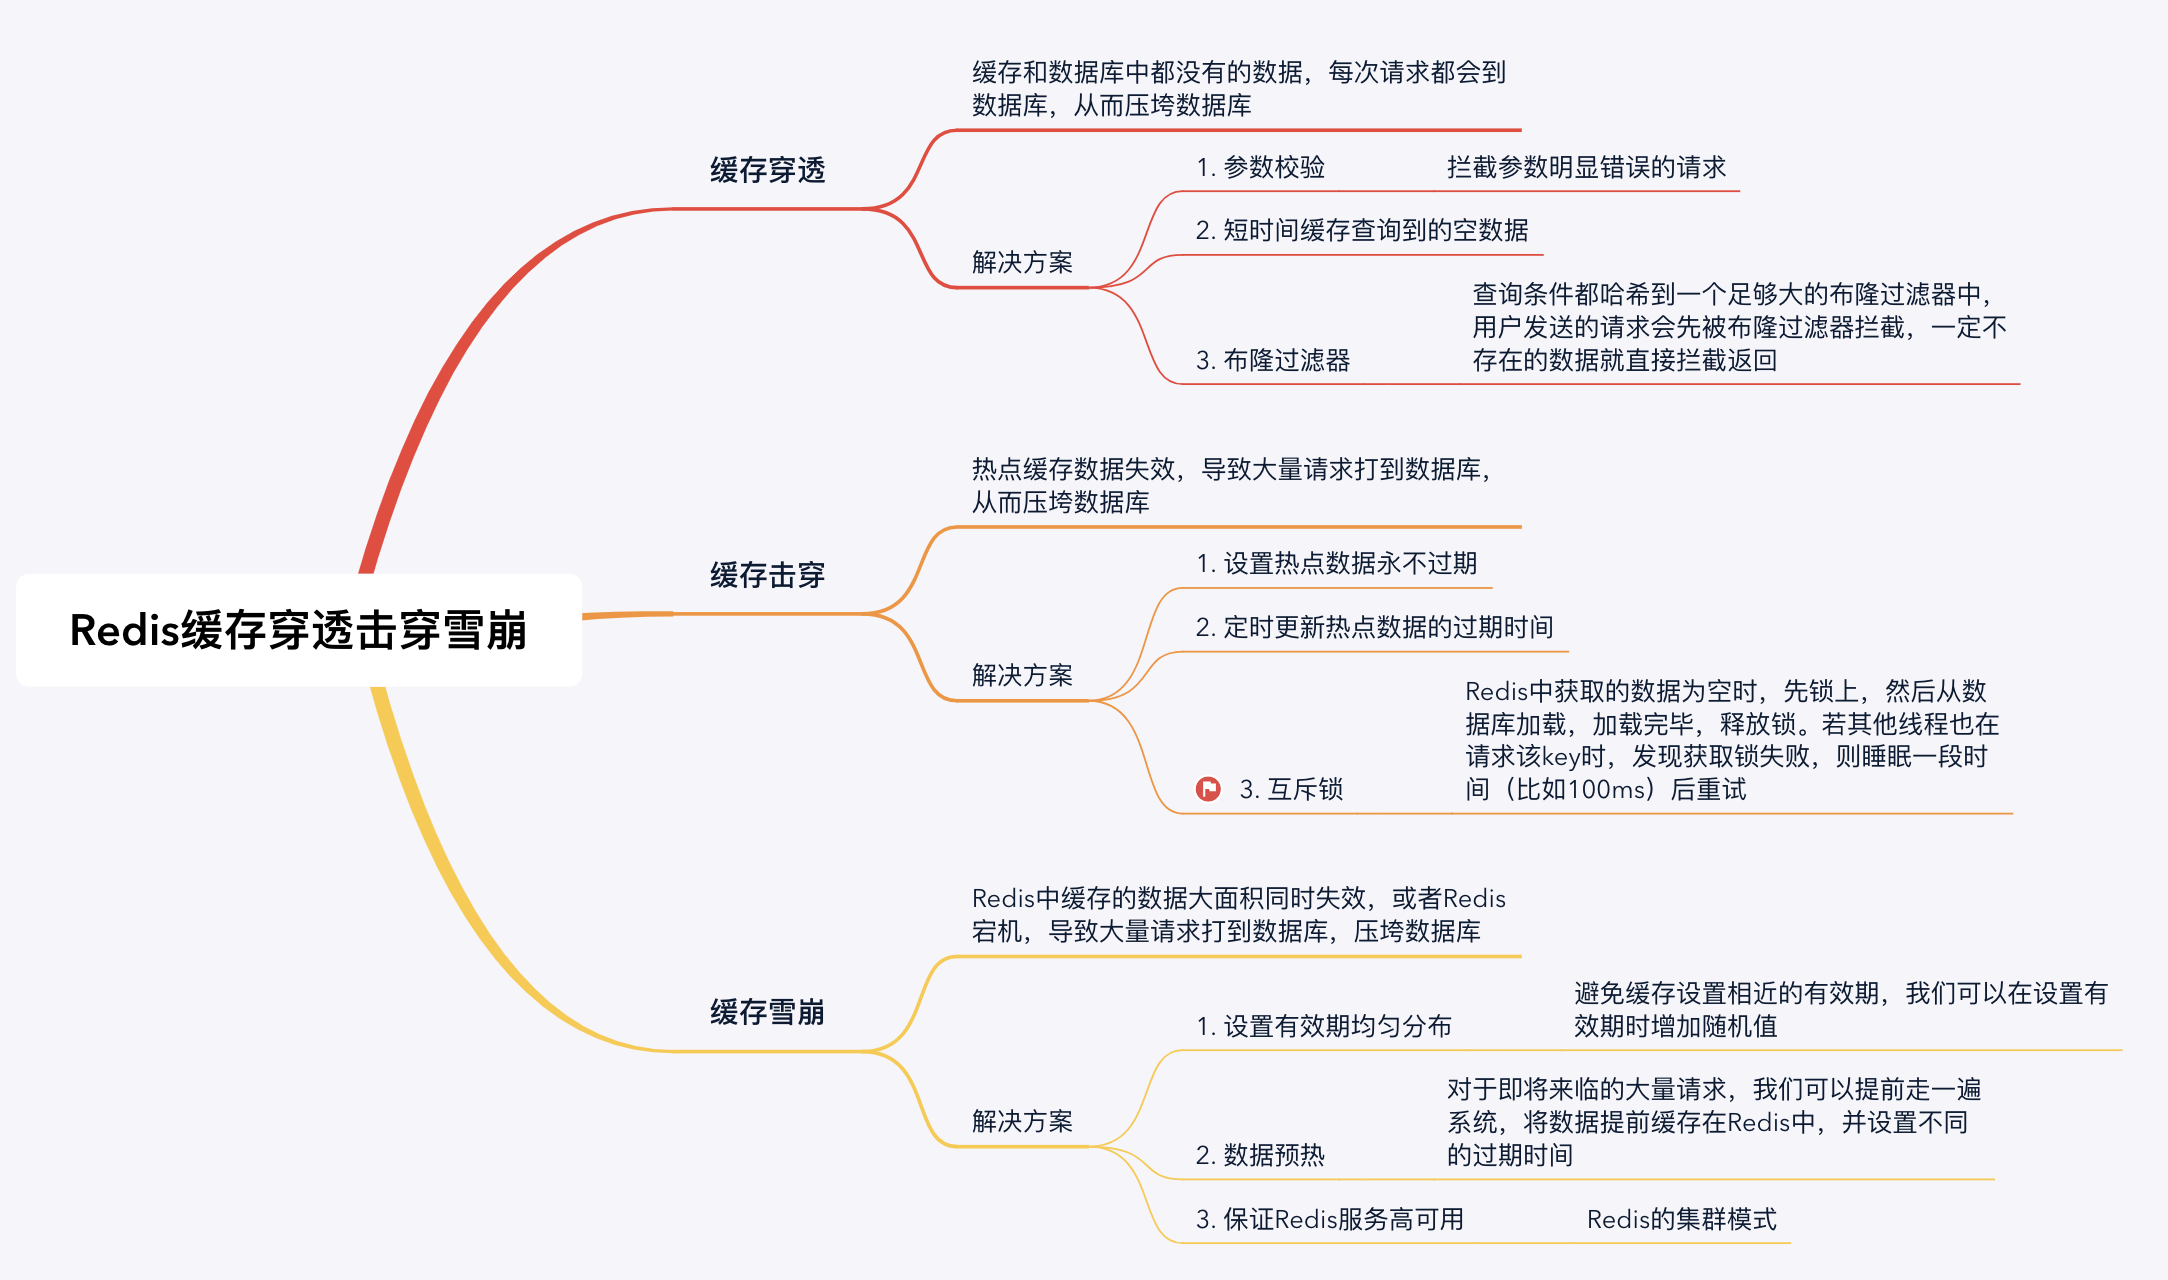 Redis缓存穿透击穿雪崩
缓存穿透
缓存和数据库中都没有的数据，每次请求都会到
数据库，从而压垮数据库
解决方案
1. 参数校验
拦截参数明显错误的请求
2. 短时间缓存查询到的空数据
3. 布隆过滤器
查询条件都哈希到一个足够大的布隆过滤器中，
用户发送的请求会先被布隆过滤器拦截，一定不
存在的数据就直接拦截返回
缓存击穿
热点缓存数据失效，导致大量请求打到数据库，
从而压垮数据库
解决方案
1. 设置热点数据永不过期
2. 定时更新热点数据的过期时间
3. 互斥锁
Redis中获取的数据为空时，先锁上，然后从数
据库加载，加载完毕，释放锁。若其他线程也在
请求该key时，发现获取锁失败，则睡眠一段时
间（比如100ms）后重试
缓存雪崩
Redis中缓存的数据大面积同时失效，或者Redis
宕机，导致大量请求打到数据库，压垮数据库
解决方案
1. 设置有效期均匀分布
避免缓存设置相近的有效期，我们可以在设置有
效期时增加随机值
2. 数据预热
对于即将来临的大量请求，我们可以提前走一遍
系统，将数据提前缓存在Redis中，并设置不同
的过期时间
3. 保证Redis服务高可用
Redis的集群模式